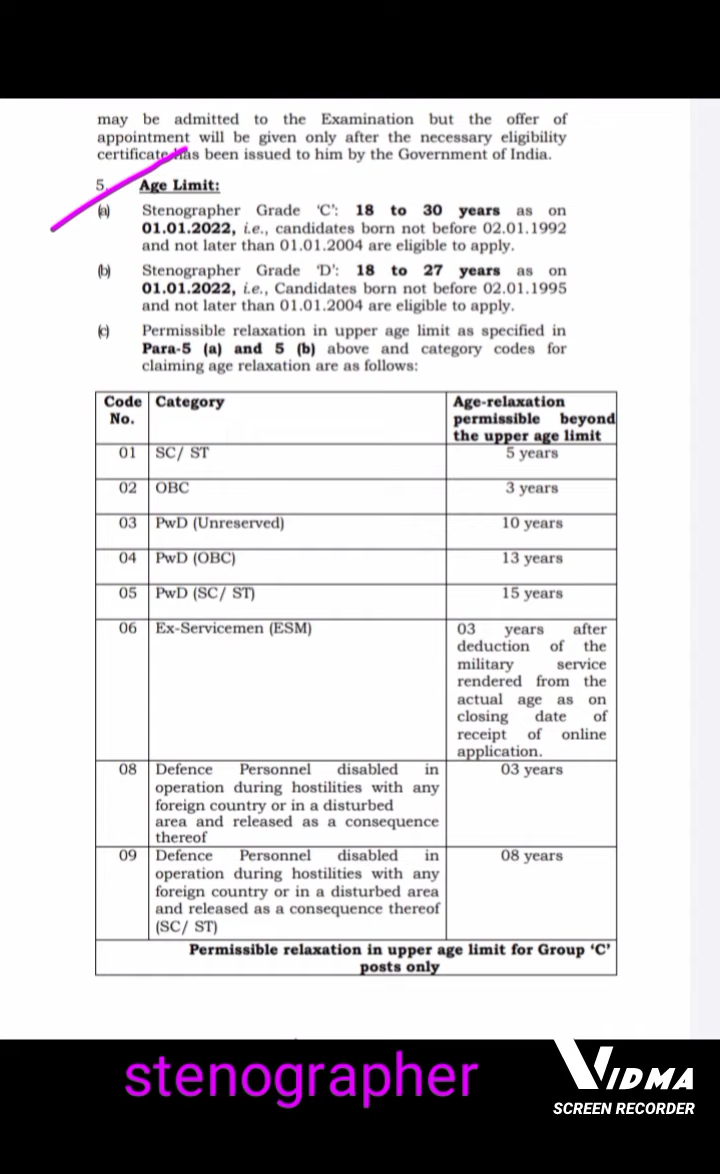 may be admitted to the Examination but the offer of
appointment will be given only after the necessary eligibility
certificate has been issued to him by the Government of India.
5. Age Limit:
(a) Stenographer Grade 'C': 18 to 30 years as on
01.01.2022, i.e., candidates born not before 02.01.1992
and not later than 01.01.2004 are eligible to apply.
(b) Stenographer Grade 'D': 18 to 27 years as on
01.01.2022, i.e., Candidates born not before 02.01.1995
and not later than 01.01.2004 are eligible to apply.
(c) Permissible relaxation in upper age limit as specified in
Para-5 (a) and 5 (b) above and category codes for
claiming age relaxation are as follows:
Code No. Category Age-relaxation
permissible beyond
the upper age limit
01 SC/ ST 5 years
02 OBC 3 years
03 PwD (Unreserved) 10 years
04 PwD (OBC) 13 years
05 PwD (SC/ ST) 15 years
06 Ex-Servicemen (ESM) 03 years after
deduction of the
military service
rendered from the
actual age as on
closing date of
receipt of online
application.
08 Defence Personnel disabled in 03 years
operation during hostilities with any
foreign country or in a disturbed
area and released as a consequence
thereof
09 Defence Personnel disabled in 08 years
operation during hostilities with any
foreign country or in a disturbed area
and released as a consequence thereof
(SC/ ST)
Permissible relaxation in upper age limit for Group 'C'
posts only
stenographer
VIDMA
SCREEN RECORDER